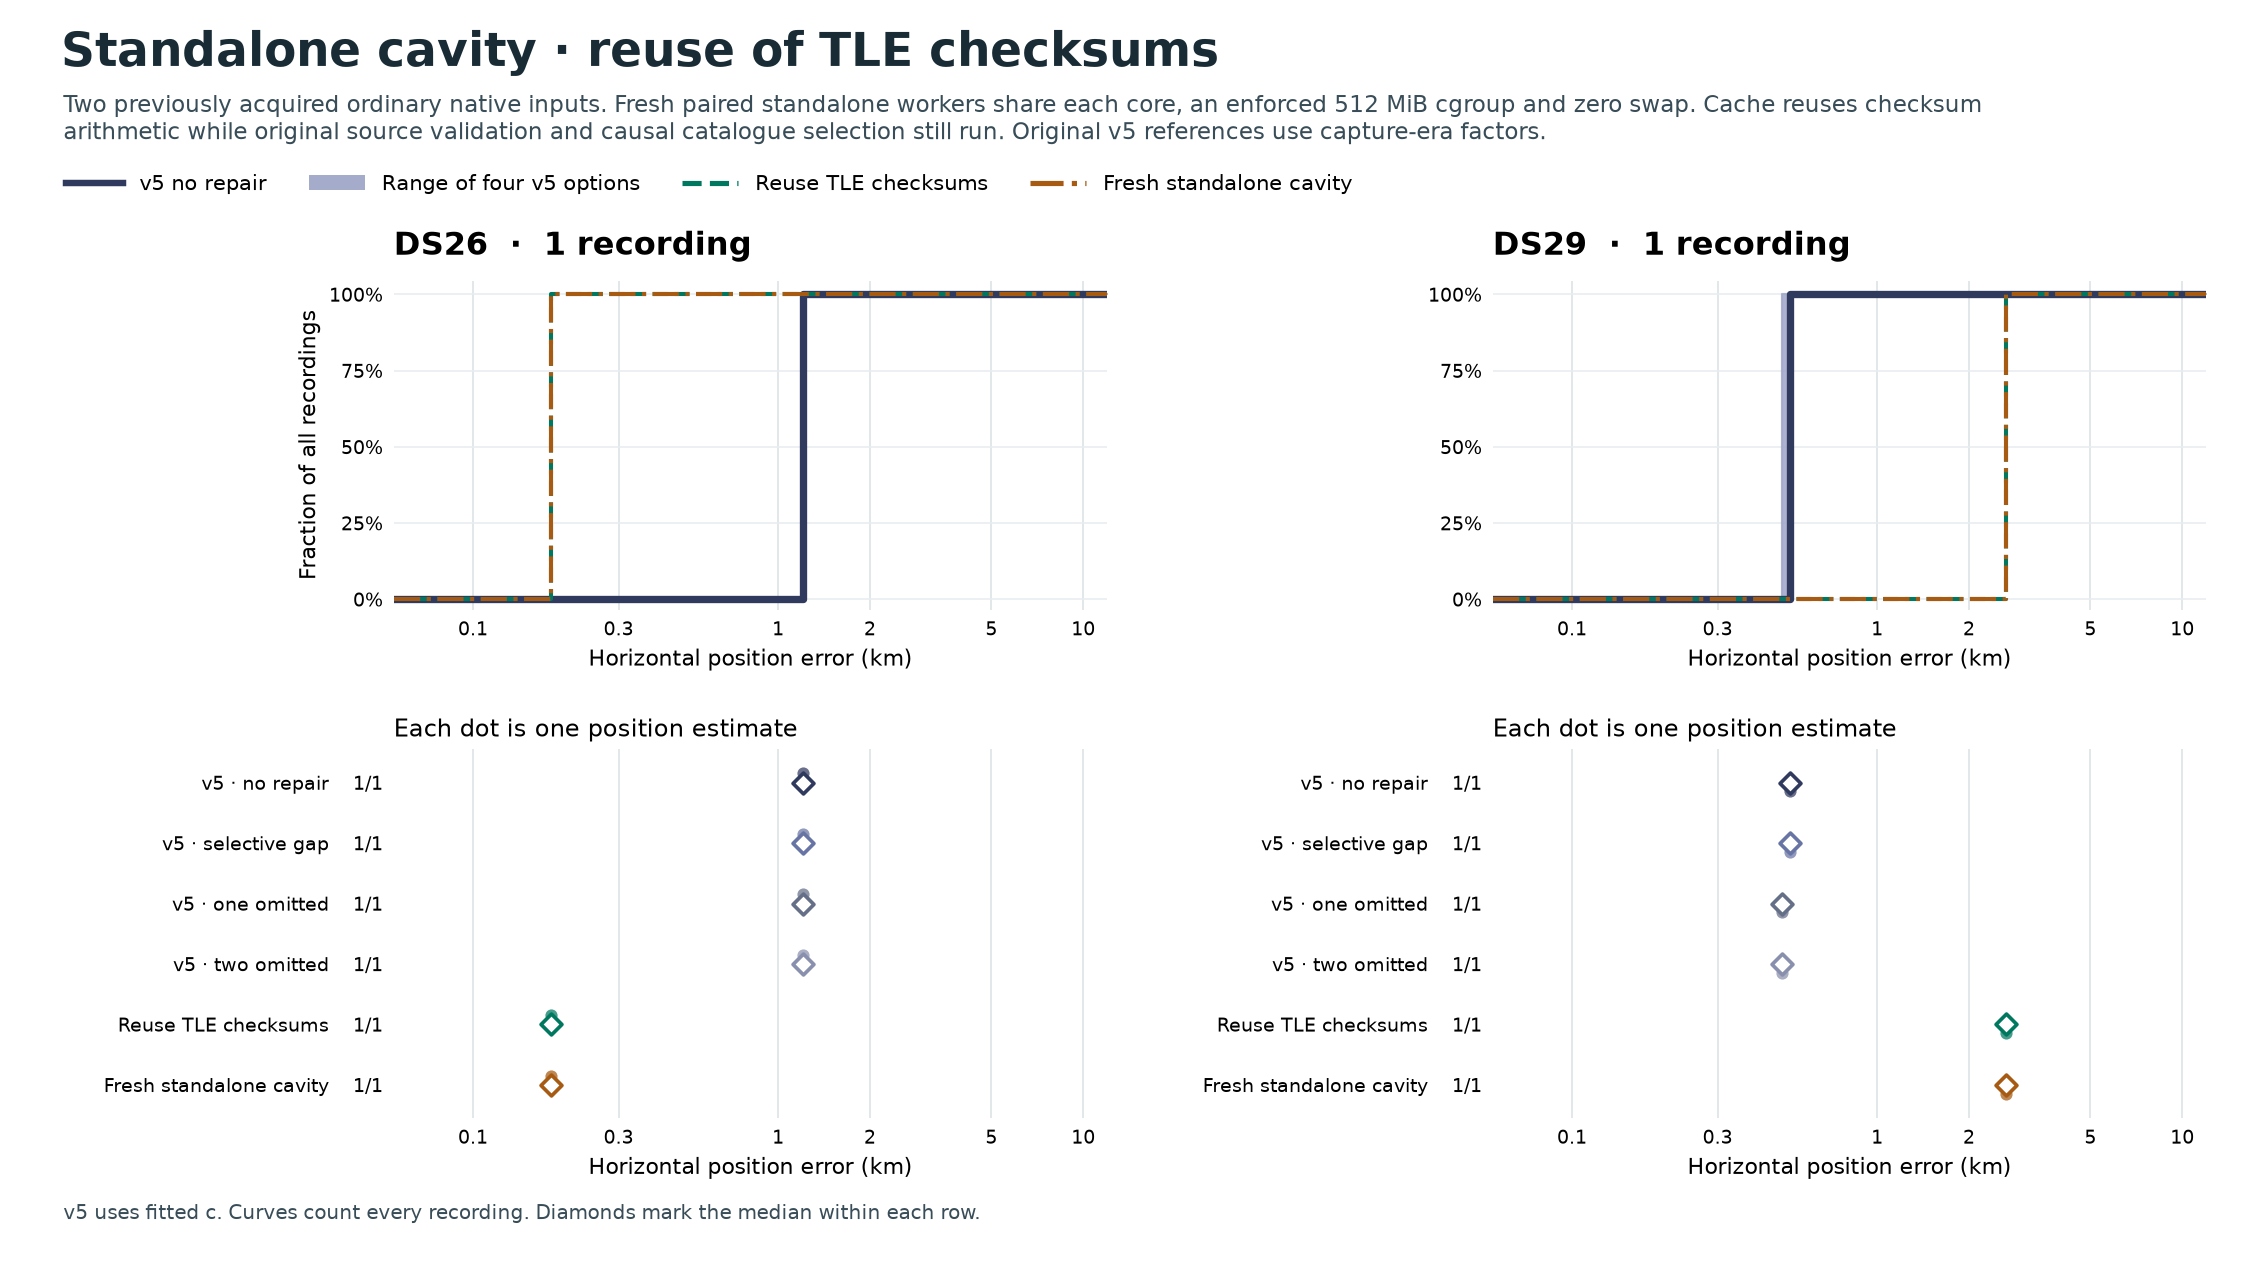 Standalone cavity · reuse of TLE checksums
Two previously acquired ordinary native inputs. Fresh paired standalone workers share each core, an enforced 512 MiB cgroup and zero swap. Cache reuses checksum
arithmetic while original source validation and causal catalogue selection still run. Original v5 references use capture-era factors.
v5 no repair
Range of four v5 options
Reuse TLE checksums
Fresh standalone cavity
DS26 · 1 recording
Fraction of all recordings
100%
75%
50%
25%
0%
0.1 0.3 1 2 5 10
Horizontal position error (km)
DS29 · 1 recording
100%
75%
50%
25%
0%
0.1 0.3 1 2 5 10
Horizontal position error (km)
Each dot is one position estimate
v5 · no repair 1/1
v5 · selective gap 1/1
v5 · one omitted 1/1
v5 · two omitted 1/1
Reuse TLE checksums 1/1
Fresh standalone cavity 1/1
0.1 0.3 1 2 5 10
Horizontal position error (km)
Each dot is one position estimate
v5 · no repair 1/1
v5 · selective gap 1/1
v5 · one omitted 1/1
v5 · two omitted 1/1
Reuse TLE checksums 1/1
Fresh standalone cavity 1/1
0.1 0.3 1 2 5 10
Horizontal position error (km)
v5 uses fitted c. Curves count every recording. Diamonds mark the median within each row.